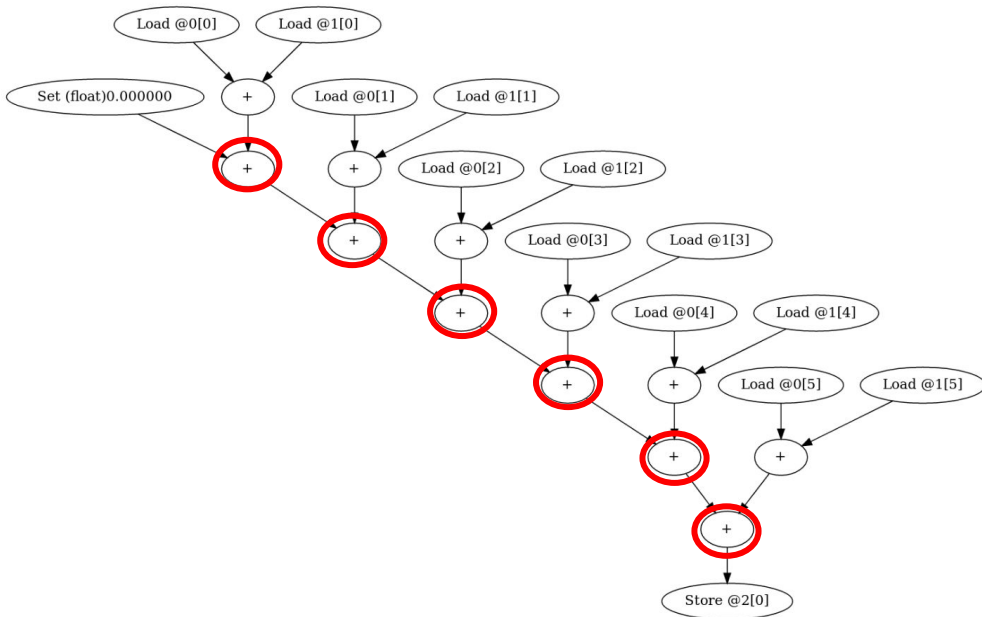 Load @0[0] Load @1[0]
Set (float)0.000000 + Load @0[1] Load @1[1]
+ + Load @0[2] Load @1[2]
+ + Load @0[3] Load @1[3]
+ + Load @0[4] Load @1[4]
+ + Load @0[5] Load @1[5]
+ +
+
Store @2[0]